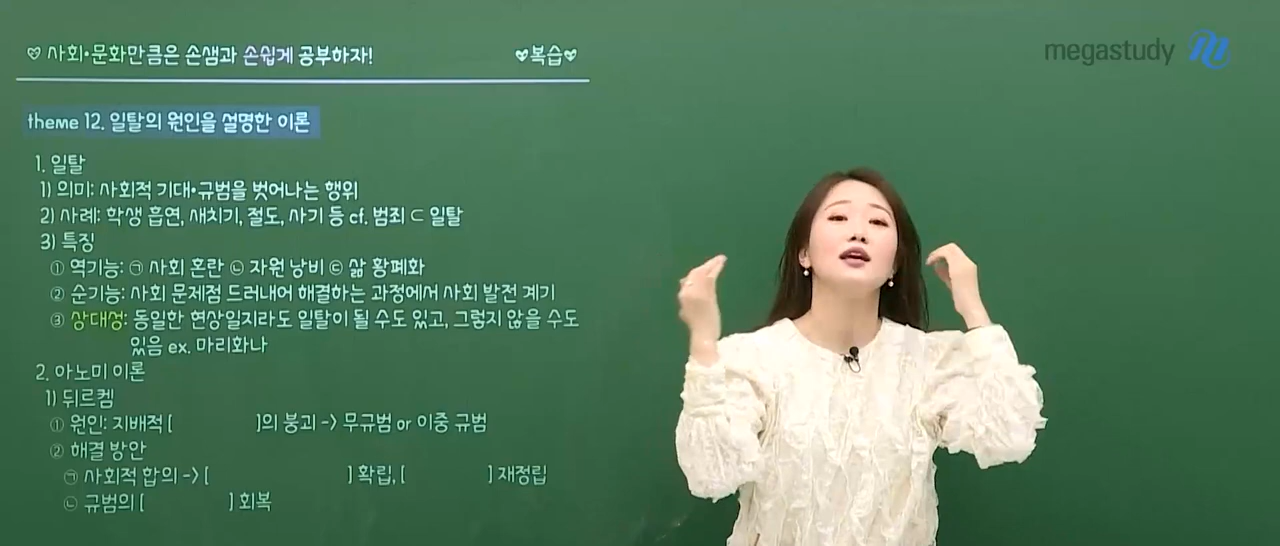 ♡ 사회•문화만큼은 손샘과 손쉽게 공부하자!
♥복습♥
megastudy
theme 12. 일탈의 원인을 설명한 이론
1. 일탈
1) 의미: 사회적 기대•규범을 벗어나는 행위
2) 사례: 학생 흡연, 새치기, 절도, 사기 등 cf. 범죄 ⊂ 일탈
3) 특징
① 역기능: ㉠ 사회 혼란 ㉡ 자원 낭비 ㉢ 삶 황폐화
② 순기능: 사회 문제점 드러내어 해결하는 과정에서 사회 발전 계기
③ 상대성: 동일한 현상일지라도 일탈이 될 수도 있고, 그렇지 않을 수도
있음 ex. 마리화나
2. 아노미 이론
1) 뒤르켐
① 원인: 지배적 [ ]의 붕괴 -> 무규범 or 이중 규범
② 해결 방안
㉠ 사회적 합의 -> [ ] 확립, [ ] 재정립
㉡ 규범의 [ ] 회복